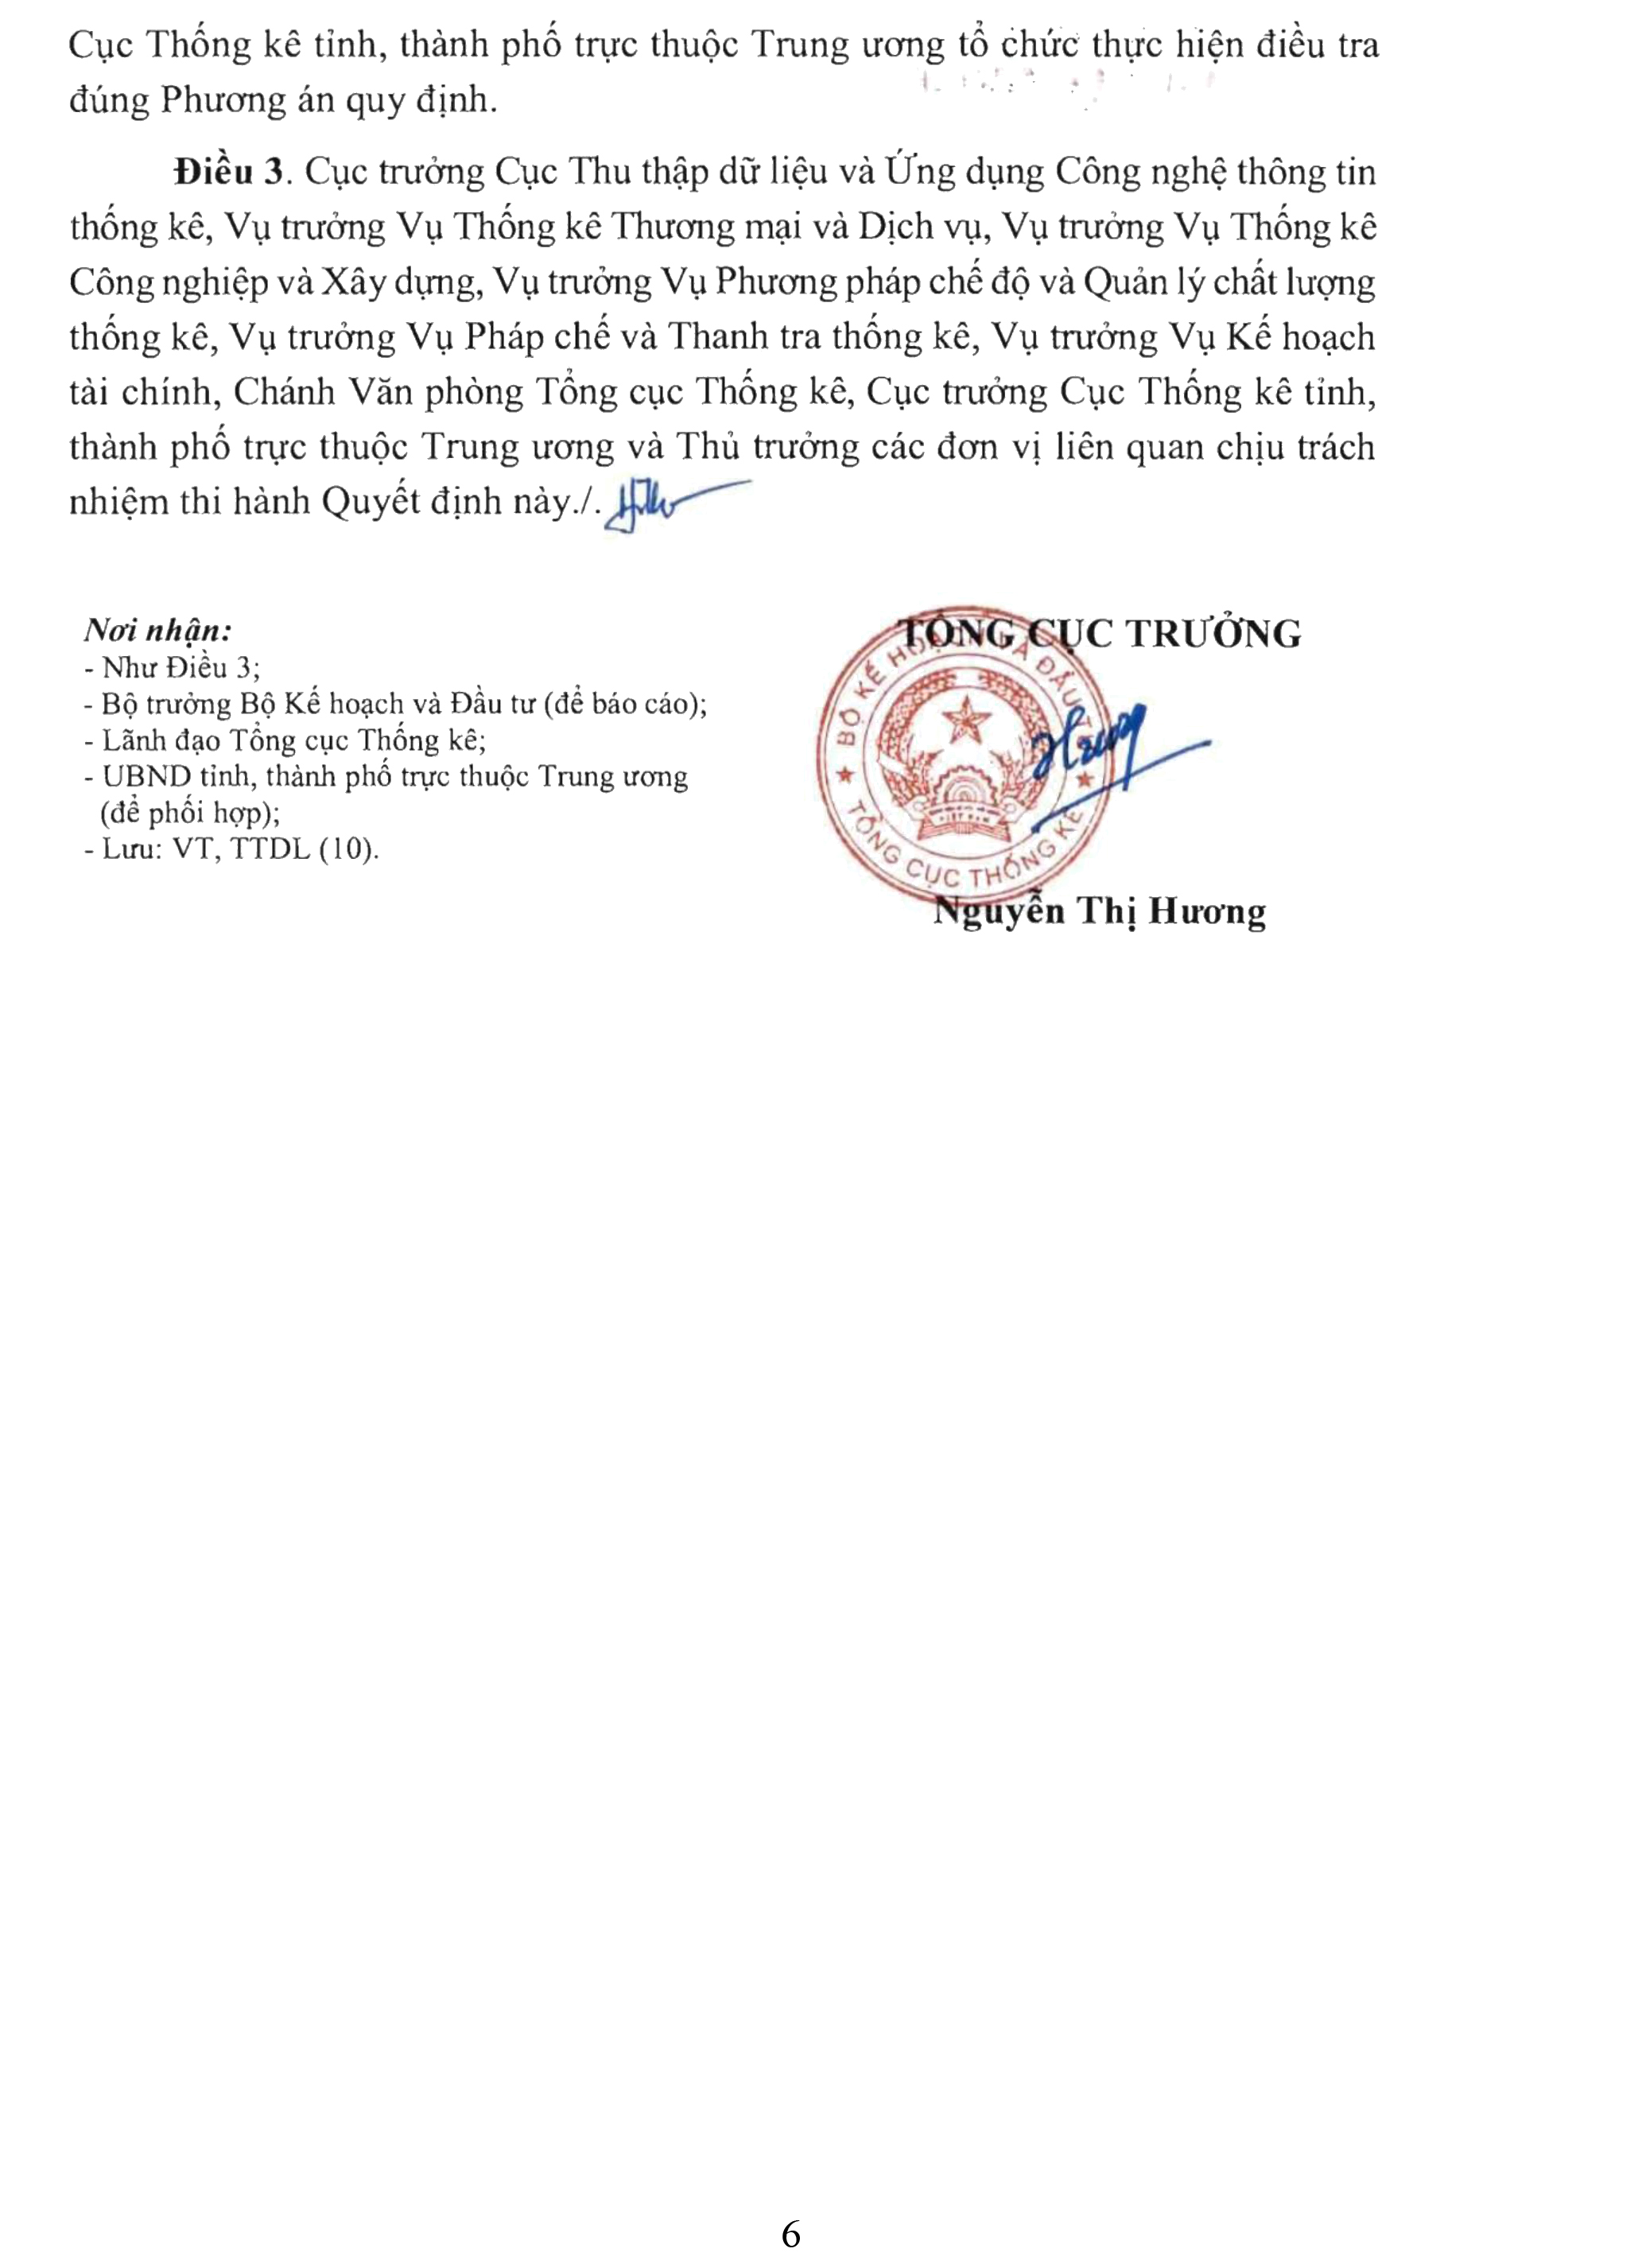 Cục Thống kê tỉnh, thành phố trực thuộc Trung ương tổ chức thực hiện điều tra
đúng Phương án quy định.
Điều 3. Cục trưởng Cục Thu thập dữ liệu và Ứng dụng Công nghệ thông tin
thống kê, Vụ trưởng Vụ Thống kê Thương mại và Dịch vụ, Vụ trưởng Vụ Thống kê
Công nghiệp và Xây dựng, Vụ trưởng Vụ Phương pháp chế độ và Quản lý chất lượng
thống kê, Vụ trưởng Vụ Pháp chế và Thanh tra thống kê, Vụ trưởng Vụ Kế hoạch
tài chính, Chánh Văn phòng Tổng cục Thống kê, Cục trưởng Cục Thống kê tỉnh,
thành phố trực thuộc Trung ương và Thủ trưởng các đơn vị liên quan chịu trách
nhiệm thi hành Quyết định này./.
Nơi nhận:
- Như Điều 3;
- Bộ trưởng Bộ Kế hoạch và Đầu tư (để báo cáo);
- Lãnh đạo Tổng cục Thống kê;
- UBND tỉnh, thành phố trực thuộc Trung ương
(để phối hợp);
- Lưu: VT, TTDL (10).
TỔNG CỤC TRƯỞNG
BỘ KẾ HOẠCH VÀ ĐẦU TƯ
TỔNG CỤC THỐNG KÊ
Nguyễn Thị Hương
6